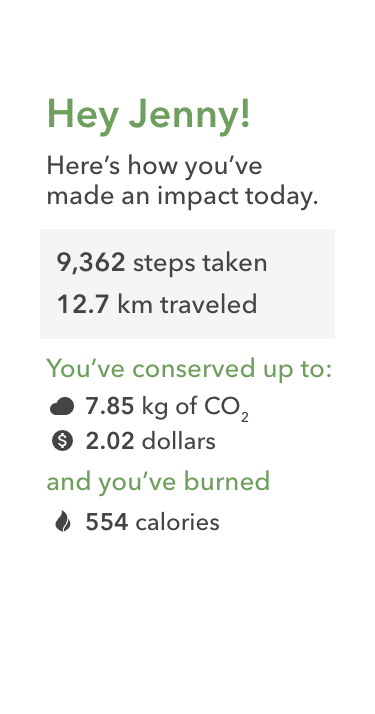 Hey Jenny!
Here's how you've
made an impact today.
9,362 steps taken
12.7 km traveled
You've conserved up to:
7.85 kg of CO₂
$ 2.02 dollars
and you've burned
554 calories